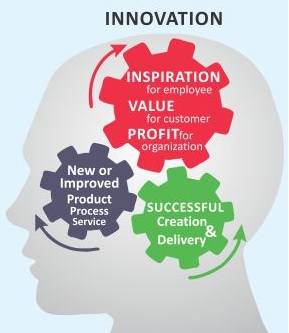 INNOVATION
INSPIRATION
for employee
VALUE
for customer
PROFIT for
organization
New or
Improved
Product
Process
Service
SUCCESSFUL
Creation
&
Delivery